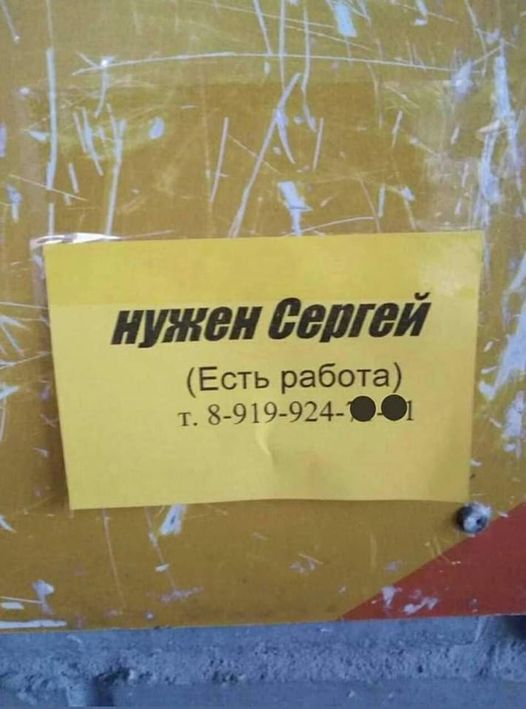 нужен Сергей
(Есть работа)
т. 8-919-924-